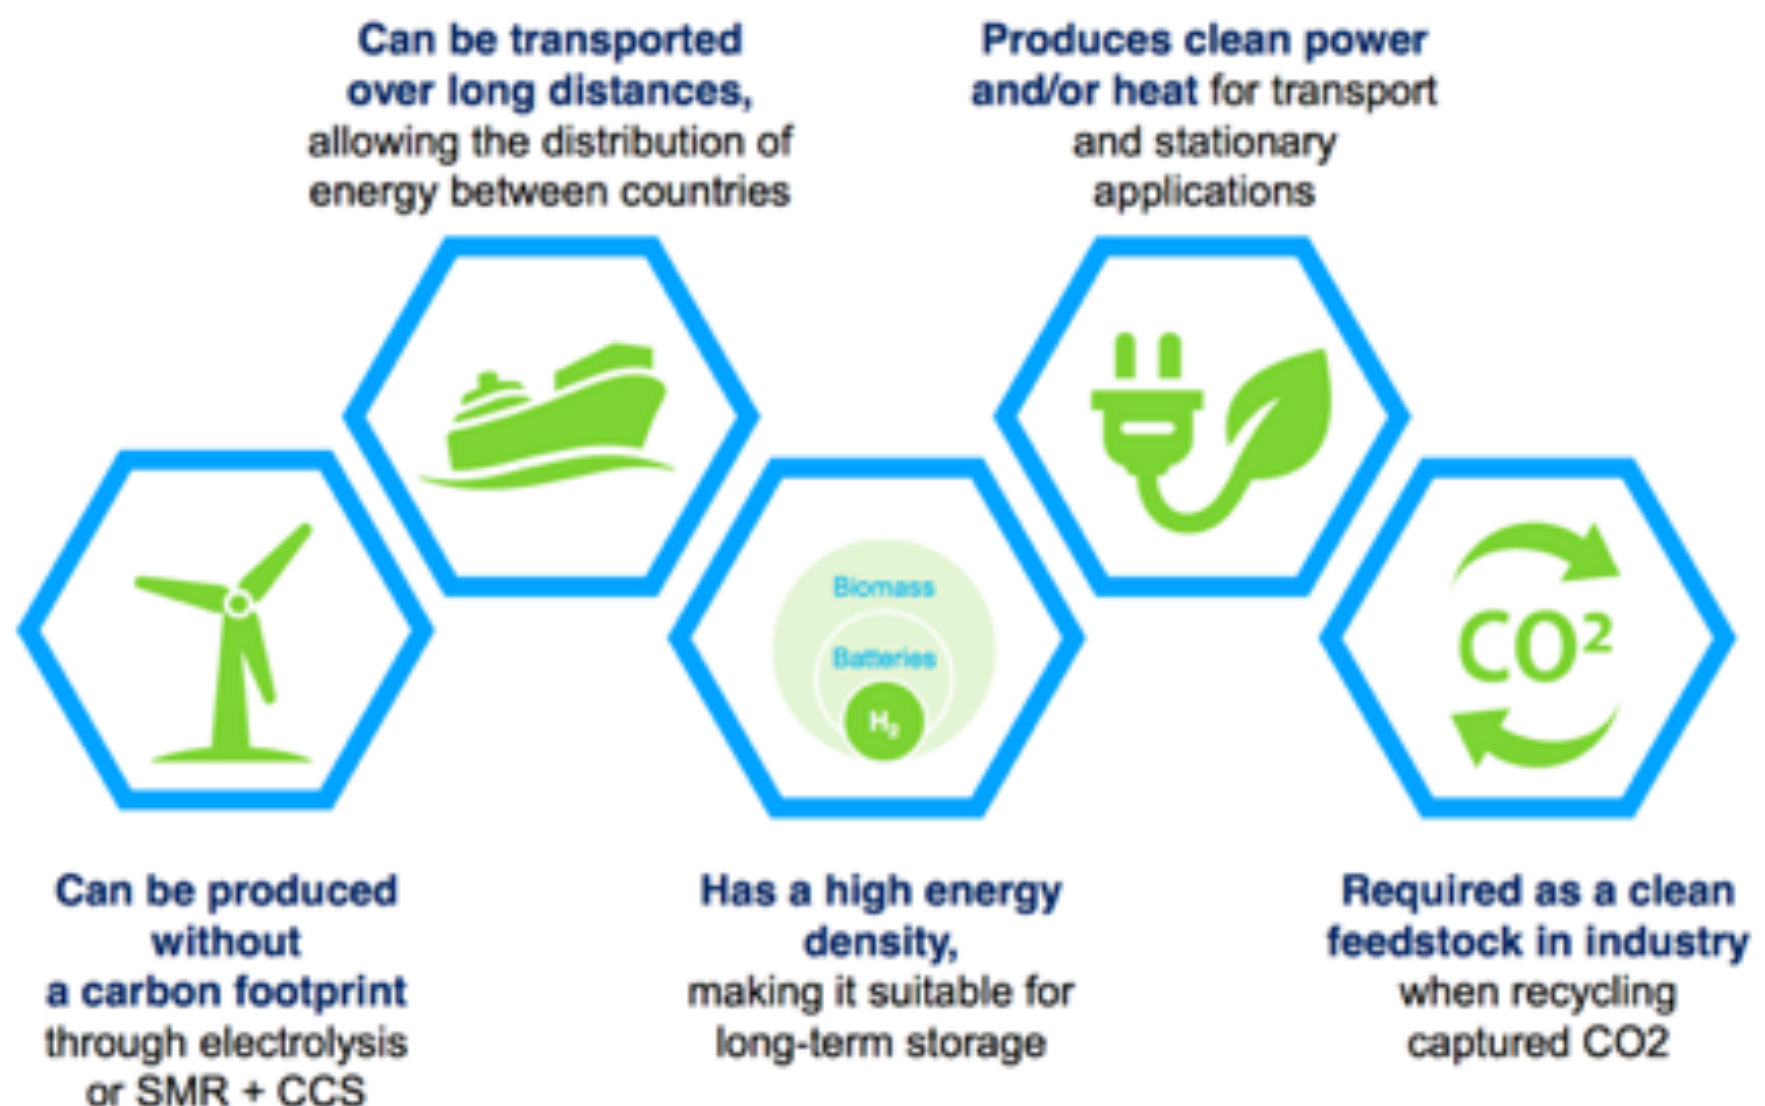 Can be transported
over long distances,
allowing the distribution of
energy between countries
Produces clean power
and/or heat for transport
and stationary
applications
Biomass
Batteries
H₂
CO²
Can be produced
without
a carbon footprint
through electrolysis
or SMR + CCS
Has a high energy
density,
making it suitable for
long-term storage
Required as a clean
feedstock in industry
when recycling
captured CO2